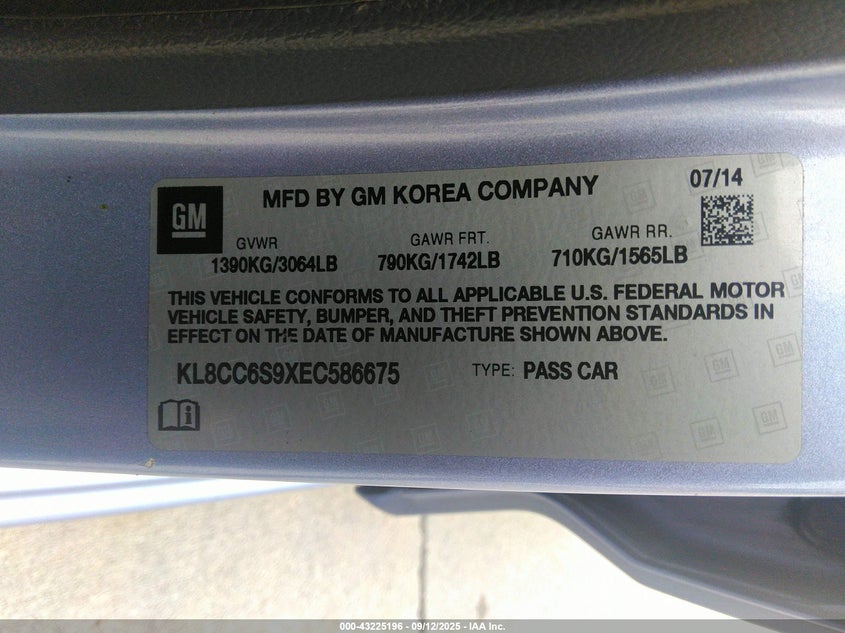 GM
MFD BY GM KOREA COMPANY
07/14
GVWR
GAWR FRT.
GAWR RR.
1390KG/3064LB
790KG/1742LB
710KG/1565LB
THIS VEHICLE CONFORMS TO ALL APPLICABLE U.S. FEDERAL MOTOR
VEHICLE SAFETY, BUMPER, AND THEFT PREVENTION STANDARDS IN
EFFECT ON THE DATE OF MANUFACTURE SHOWN ABOVE.
KL8CC6S9XEC586675
TYPE: PASS CAR
000-43225196 - 09/12/2025 - IAA Inc.